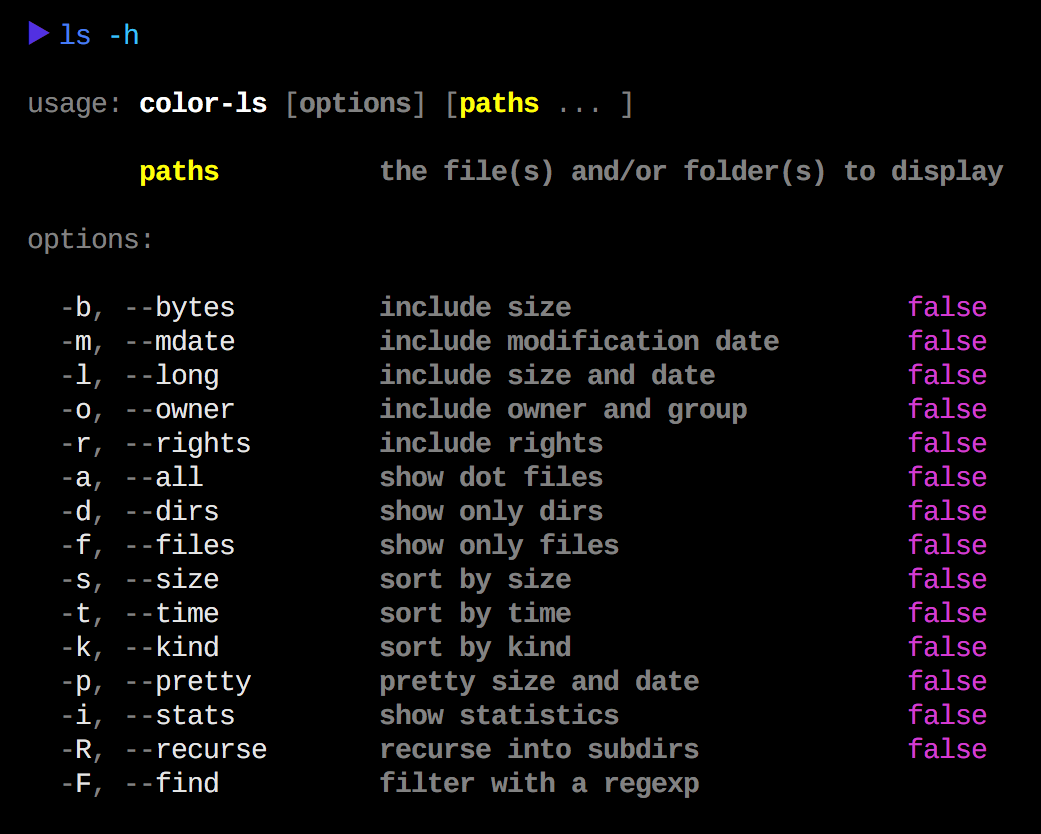 ▶ ls -h
usage: color-ls [options] [paths ... ]
paths the file(s) and/or folder(s) to display
options:
-b, --bytes include size false
-m, --mdate include modification date false
-l, --long include size and date false
-o, --owner include owner and group false
-r, --rights include rights false
-a, --all show dot files false
-d, --dirs show only dirs false
-f, --files show only files false
-s, --size sort by size false
-t, --time sort by time false
-k, --kind sort by kind false
-p, --pretty pretty size and date false
-i, --stats show statistics false
-R, --recurse recurse into subdirs false
-F, --find filter with a regexp